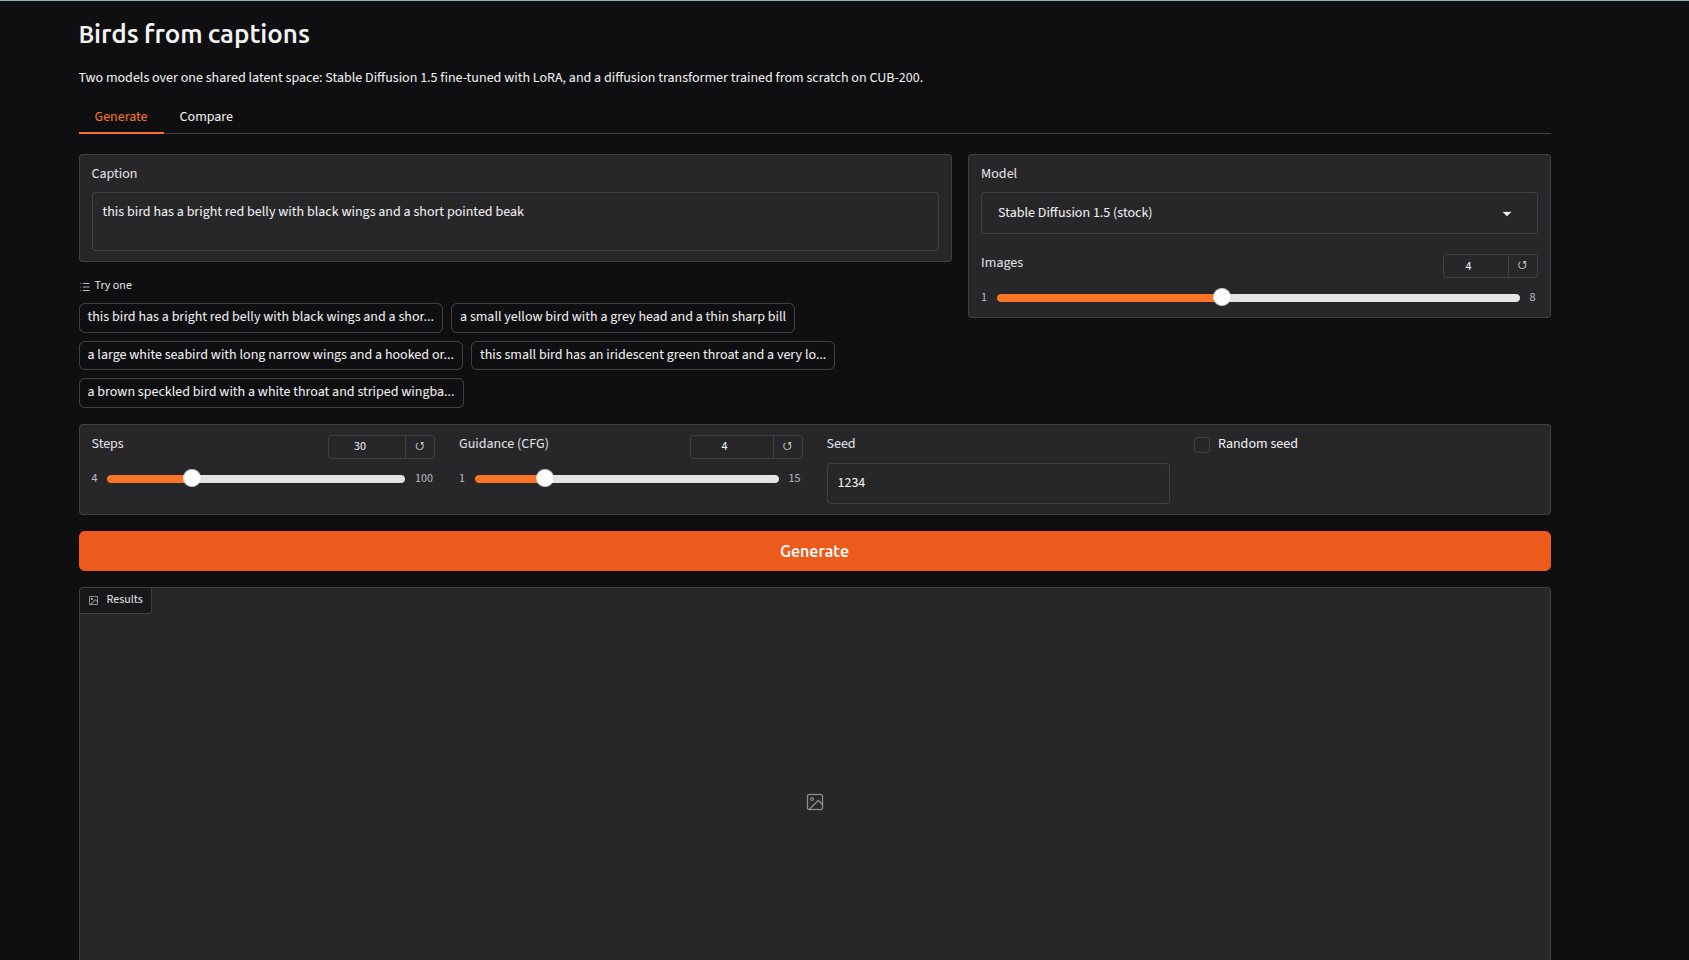 Birds from captions
Two models over one shared latent space: Stable Diffusion 1.5 fine-tuned with LoRA, and a diffusion transformer trained from scratch on CUB-200.
Generate
Compare
Caption
this bird has a bright red belly with black wings and a short pointed beak
Model
Stable Diffusion 1.5 (stock)
Images
4
1
8
Try one
this bird has a bright red belly with black wings and a shor...
a small yellow bird with a grey head and a thin sharp bill
a large white seabird with long narrow wings and a hooked or...
this small bird has an iridescent green throat and a very lo...
a brown speckled bird with a white throat and striped wingba...
Steps
30
4
100
Guidance (CFG)
4
1
15
Seed
1234
Random seed
Generate
Results